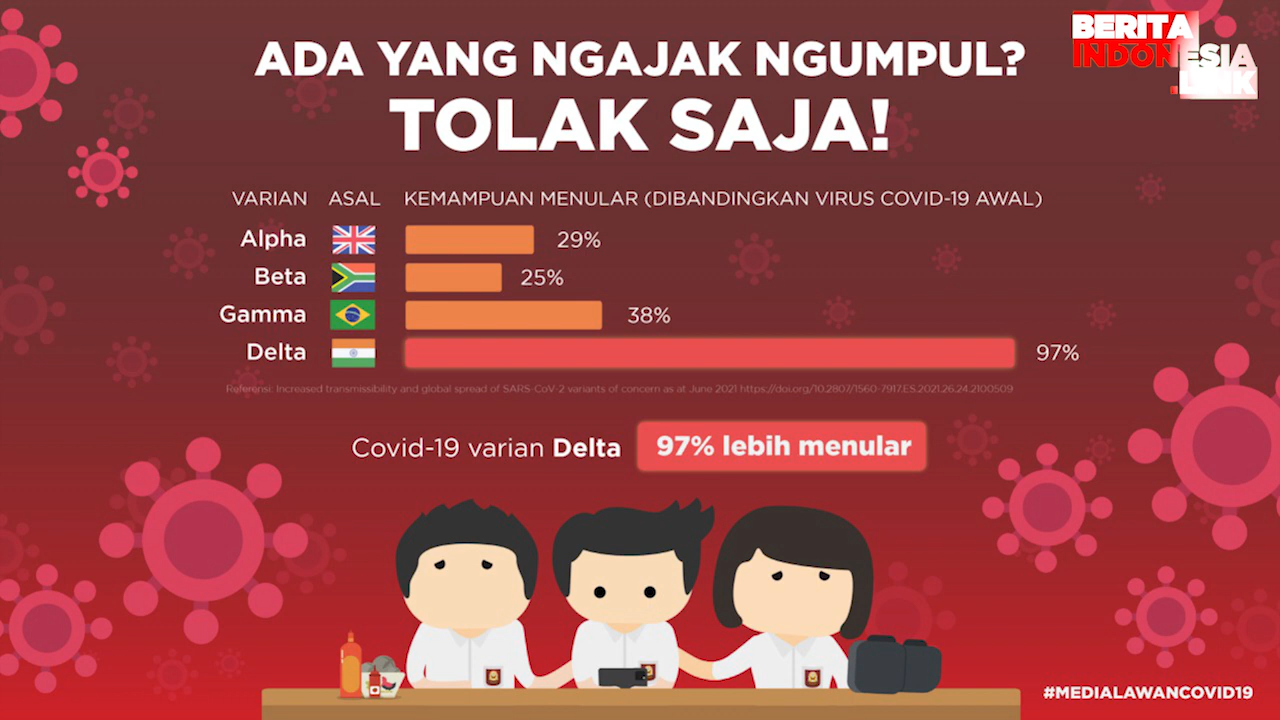 BERITA
INDONESIA
.LINK
ADA YANG NGAJAK NGUMPUL?
TOLAK SAJA!
VARIAN ASAL KEMAMPUAN MENULAR (DIBANDINGKAN VIRUS COVID-19 AWAL)
Alpha 29%
Beta 25%
Gamma 38%
Delta 97%
Referensi: Increased transmissibility and global spread of SARS-CoV-2 variants of concern as at June 2021 https://doi.org/10.2807/1560-7917.ES.2021.26.24.2100509
Covid-19 varian Delta 97% lebih menular
#MEDIALAWANCOVID19